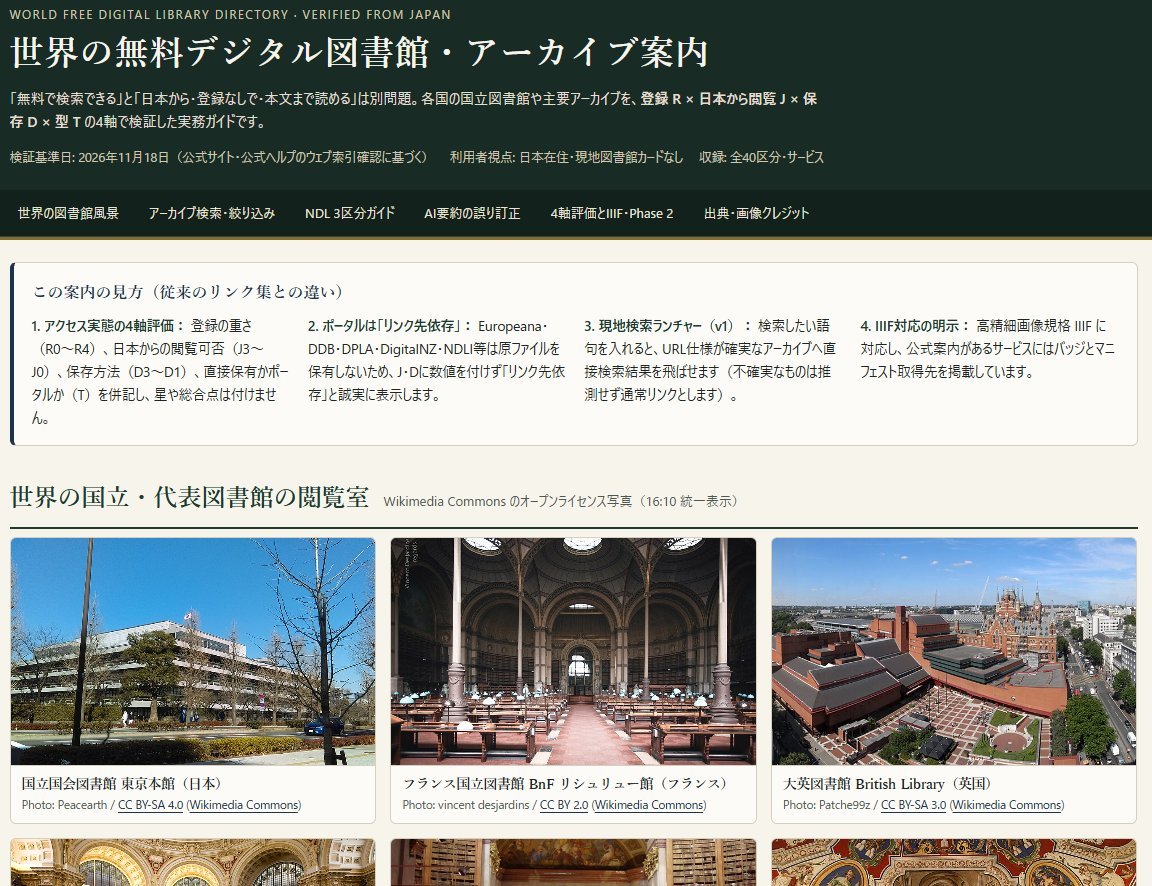 WORLD FREE DIGITAL LIBRARY DIRECTORY · VERIFIED FROM JAPAN
世界の無料デジタル図書館・アーカイブ案内
「無料で検索できる」と「日本から・登録なしで・本文まで読める」は別問題。各国の国立図書館や主要アーカイブを、登録 R × 日本から閲覧 J × 保
存 D × 型 T の4軸で検証した実務ガイドです。
検証基準日: 2026年11月18日（公式サイト・公式ヘルプのウェブ索引確認に基づく） 利用者視点: 日本在住・現地図書館カードなし 収録: 全40区分・サービス
世界の図書館風景 アーカイブ検索・絞り込み NDL 3区分ガイド AI要約の誤り訂正 4軸評価とIIIF・Phase 2 出典・画像クレジット
この案内の見方（従来のリンク集との違い）
1. アクセス実態の4軸評価： 登録の重さ
（R0～R4）、日本からの閲覧可否（J3～
J0）、保存方法（D3～D1）、直接保有かポー
タルか（T）を併記し、星や総合点は付けませ
ん。
2. ポータルは「リンク先依存」： Europeana・
DDB・DPLA・DigitalNZ・NDLI等は原ファイルを
保有しないため、J・Dに数値を付けず「リンク先依
存」と誠実に表示します。
3. 現地検索ランチャー（v1）： 検索したい語
句を入れると、URL仕様が確実なアーカイブへ直
接検索結果を飛ばせます（不確実なものは推
測せず通常リンクとします）。
4. IIIF対応の明示： 高精細画像規格 IIIF に
対応し、公式案内があるサービスにはバッジとマニ
フェスト取得先を掲載しています。
世界の国立・代表図書館の閲覧室 Wikimedia Commons のオープンライセンス写真（16:10 統一表示）
国立国会図書館 東京本館（日本）
Photo: Peacearth / CC BY-SA 4.0 (Wikimedia Commons)
フランス国立図書館 BnF リシュリュー館（フランス）
Photo: vincent desjardins / CC BY 2.0 (Wikimedia Commons)
大英図書館 British Library（英国）
Photo: Patche99z / CC BY-SA 3.0 (Wikimedia Commons)